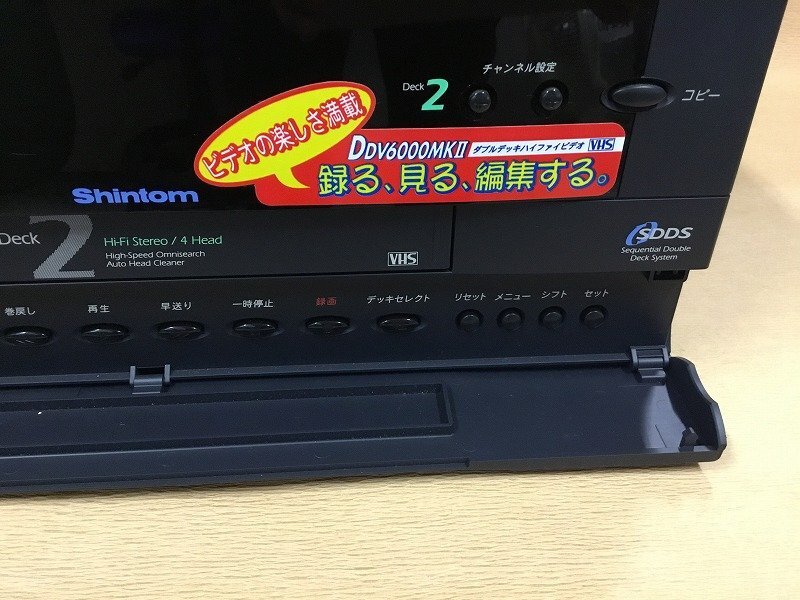 チャンネル設定
Deck 2
コピー
ビデオの楽しさ満載
DDV6000MKII ダブルデッキハイファイビデオ VHS
録る、見る、編集する。
Shintom
Deck 2
Hi-Fi Stereo / 4 Head
High-Speed Omnisearch
Auto Head Cleaner
VHS
SDDS
Sequential Double
Deck System
巻戻し 再生 早送り 一時停止 録画 デッキセレクト リセット メニュー シフト セット